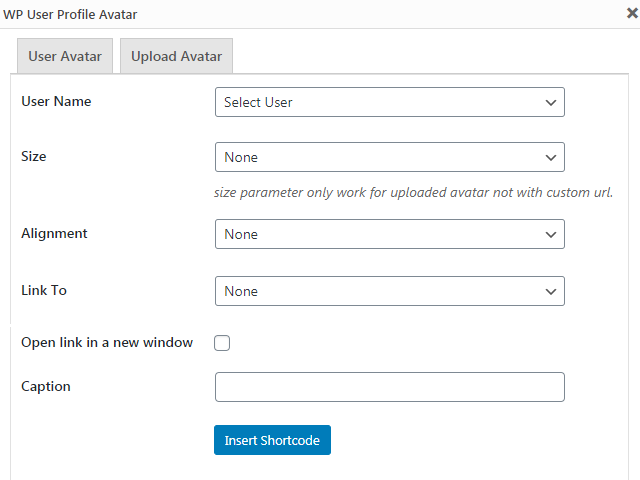 WP User Profile Avatar
User Avatar Upload Avatar
User Name Select User
Size None
size parameter only work for uploaded avatar not with custom url.
Alignment None
Link To None
Open link in a new window
Caption
Insert Shortcode